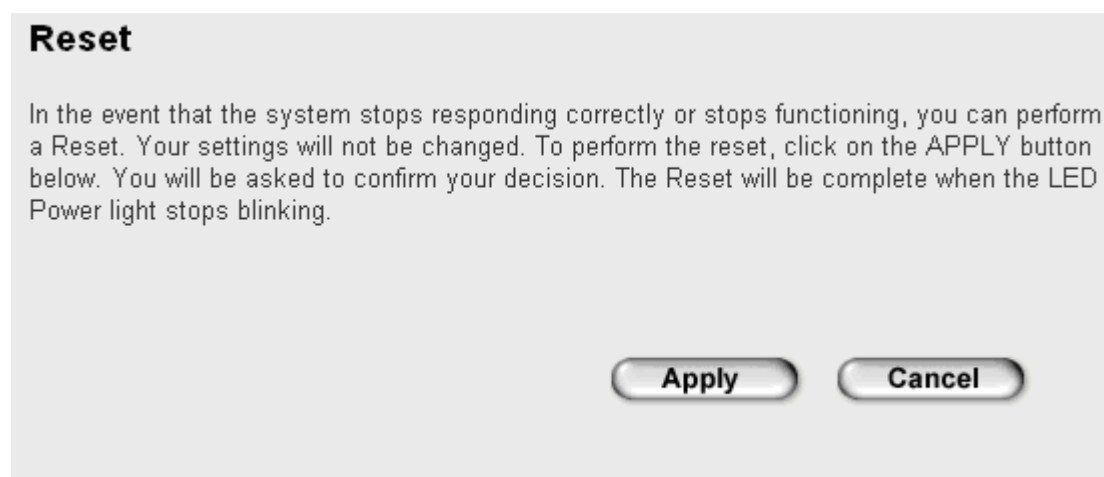 Reset
In the event that the system stops responding correctly or stops functioning, you can perform
a Reset. Your settings will not be changed. To perform the reset, click on the APPLY button
below. You will be asked to confirm your decision. The Reset will be complete when the LED
Power light stops blinking.
Apply Cancel